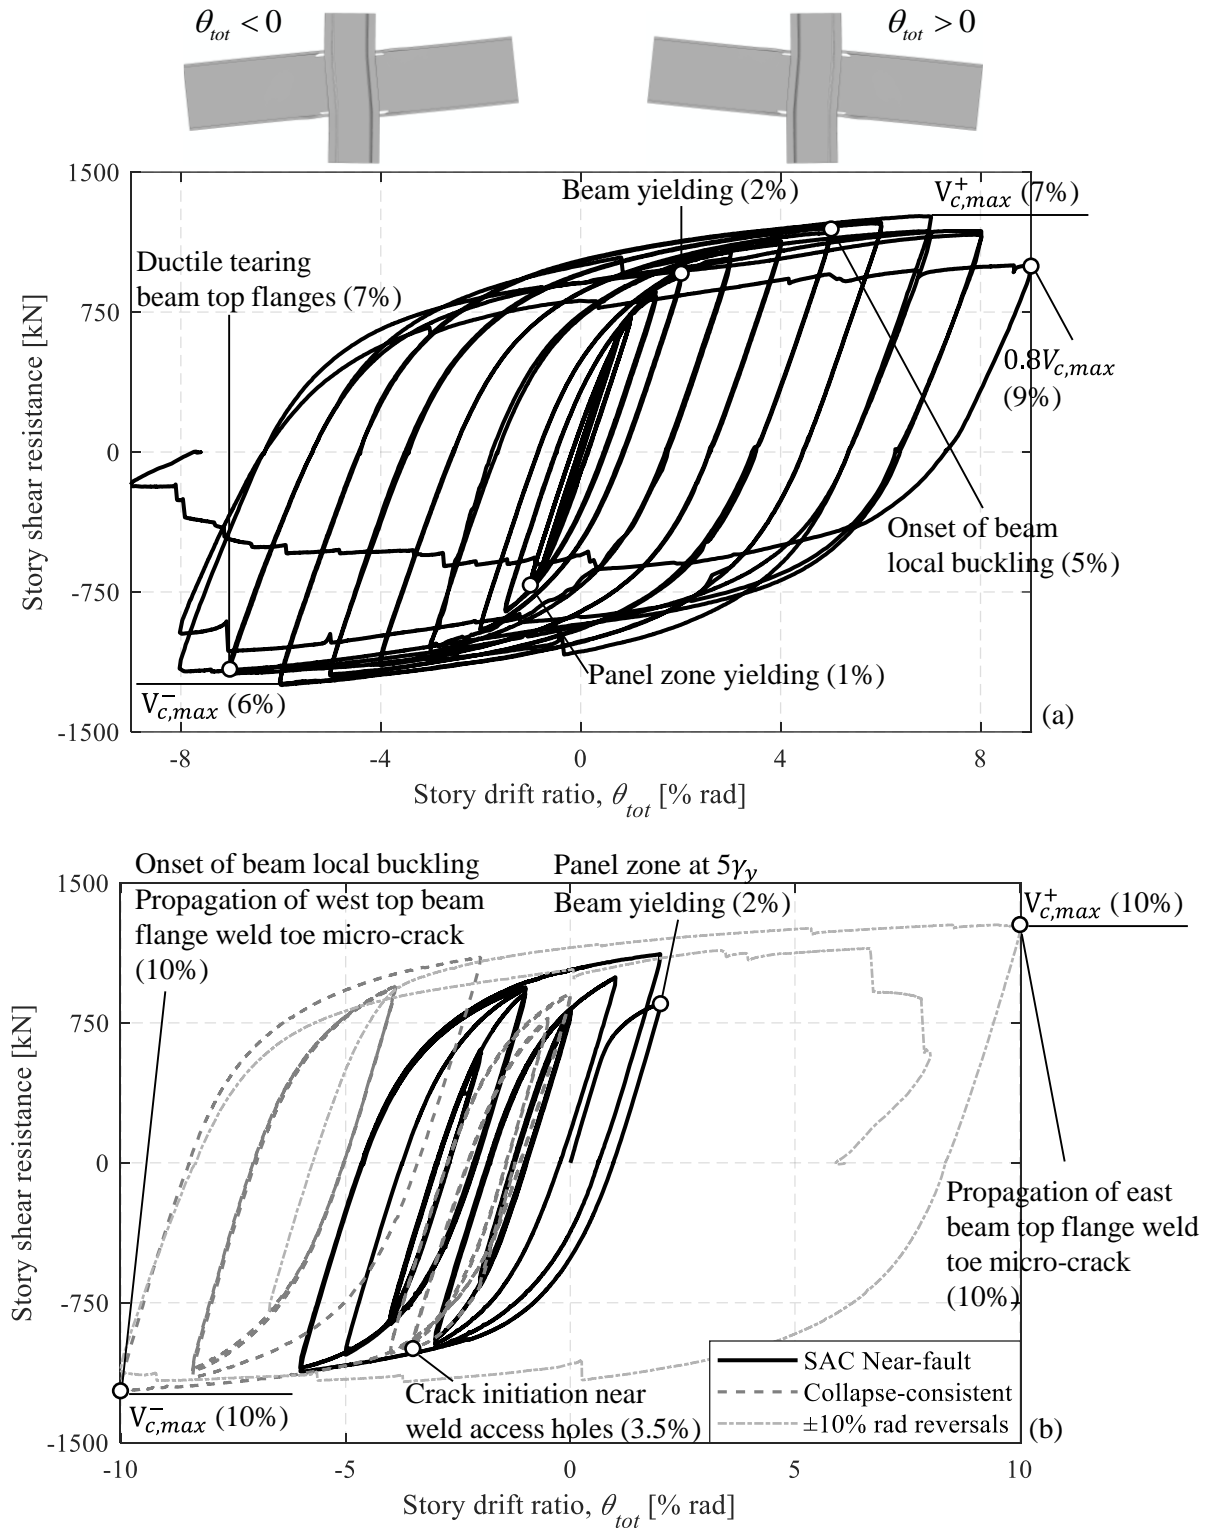 θtot < 0
θtot > 0
1500
750
0
-750
-1500
Story shear resistance [kN]
Beam yielding (2%)
V+c,max (7%)
Ductile tearing
beam top flanges (7%)
0.8Vc,max
(9%)
Onset of beam
local buckling (5%)
Panel zone yielding (1%)
V−c,max (6%)
(a)
-8
-4
0
4
8
Story drift ratio, θtot [% rad]
Onset of beam local buckling
Propagation of west top beam
flange weld toe micro-crack
(10%)
Panel zone at 5γy
Beam yielding (2%)
V+c,max (10%)
1500
750
0
-750
-1500
Story shear resistance [kN]
Propagation of east
beam top flange weld
toe micro-crack
(10%)
SAC Near-fault
Collapse-consistent
±10% rad reversals
Crack initiation near
weld access holes (3.5%)
V−c,max (10%)
(b)
-10
-5
0
5
10
Story drift ratio, θtot [% rad]